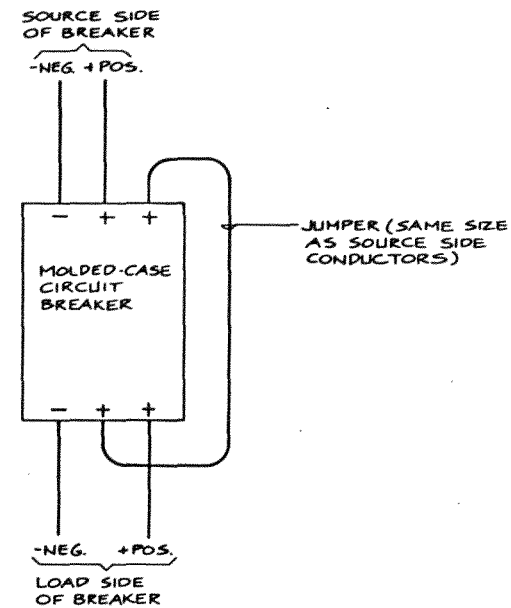 SOURCE SIDE
OF BREAKER
-NEG. +POS.
- + +
JUMPER (SAME SIZE
AS SOURCE SIDE
CONDUCTORS)
MOLDED-CASE
CIRCUIT
BREAKER
- + +
-NEG. +POS.
LOAD SIDE
OF BREAKER